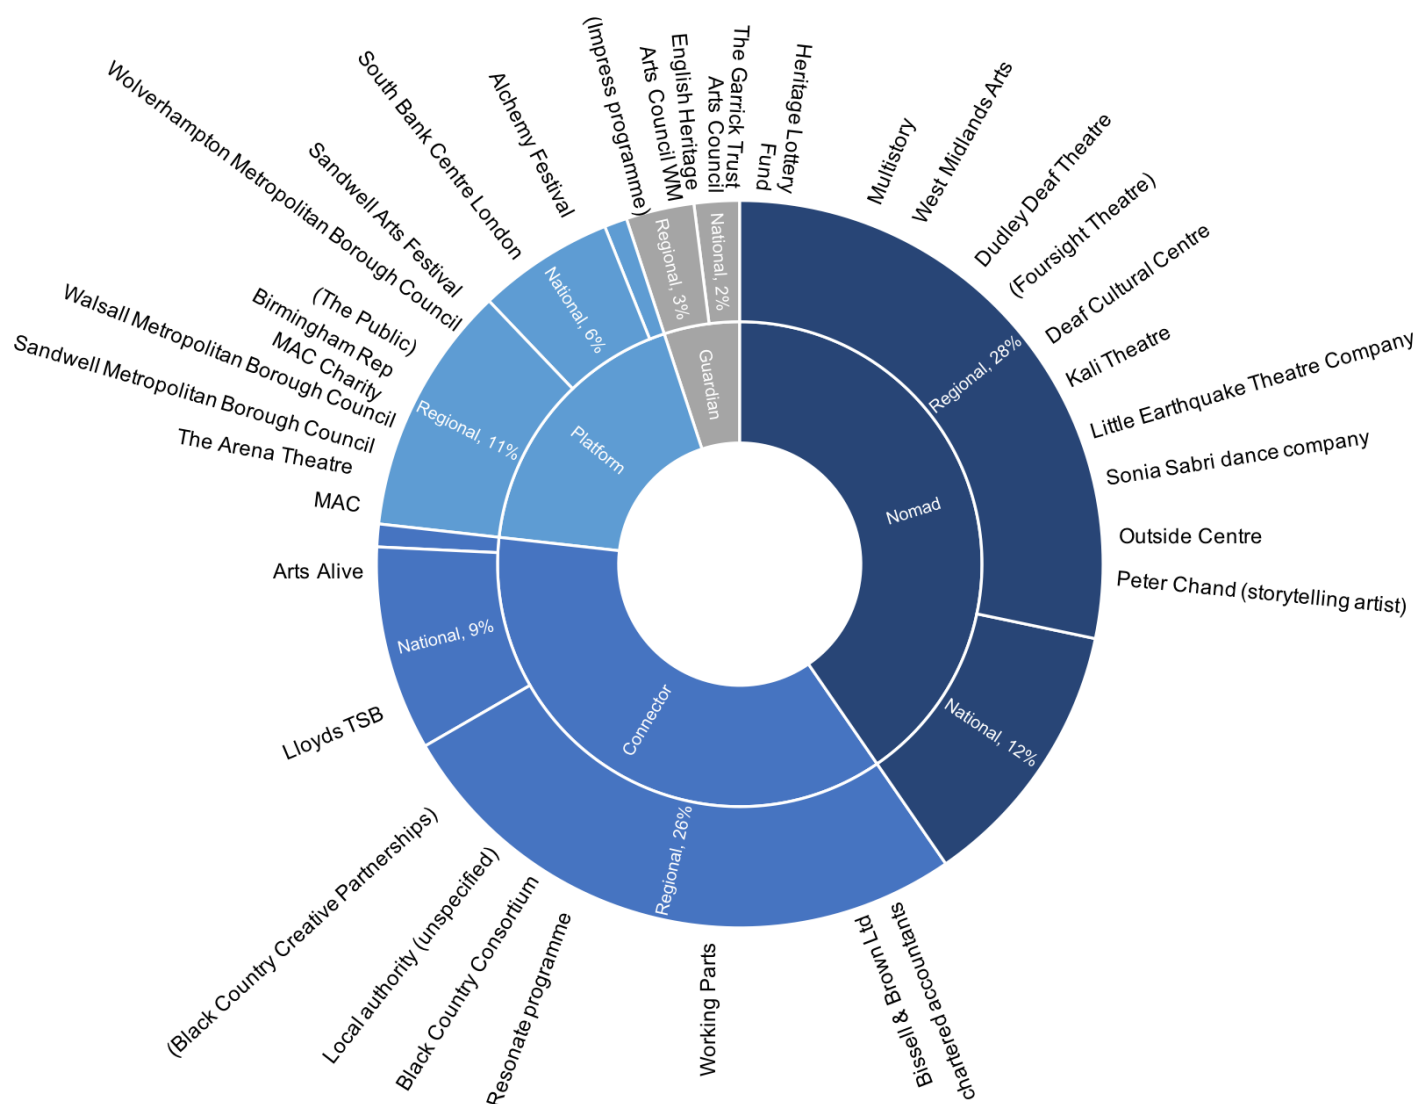 Heritage Lottery
Fund
Multistory
West Midlands Arts
Dudley Deaf Theatre
(Foursight Theatre)
Deaf Cultural Centre
Kali Theatre
Little Earthquake Theatre Company
Sonia Sabri dance company
Outside Centre
Peter Chand (storytelling artist)
chartered accountants
Bissell & Brown Ltd
Working Parts
Resonate programme
Black Country Consortium
Local authority (unspecified)
(Black Country Creative Partnerships)
Lloyds TSB
Arts Alive
MAC
The Arena Theatre
Sandwell Metropolitan Borough Council
Walsall Metropolitan Borough Council
MAC Charity
Birmingham Rep
(The Public)
Wolverhampton Metropolitan Borough Council
Sandwell Arts Festival
South Bank Centre London
Alchemy Festival
(Impress programme)
Arts Council WM
English Heritage
Arts Council
The Garrick Trust
Regional, 28%
National, 12%
Regional, 26%
National, 9%
Regional, 11%
National, 6%
Regional, 3%
National, 2%
Nomad
Connector
Platform
Guardian